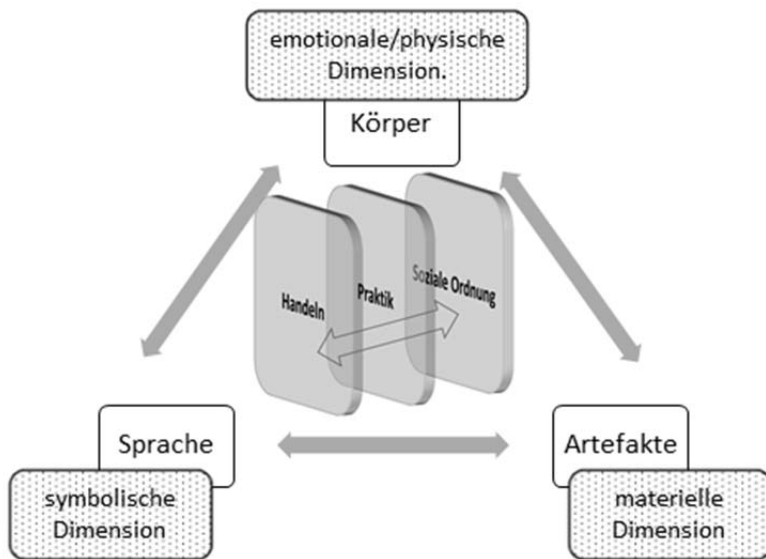 emotionale/physische
Dimension.
Körper
Handeln
Praktik
Soziale Ordnung
Sprache
symbolische
Dimension
Artefakte
materielle
Dimension